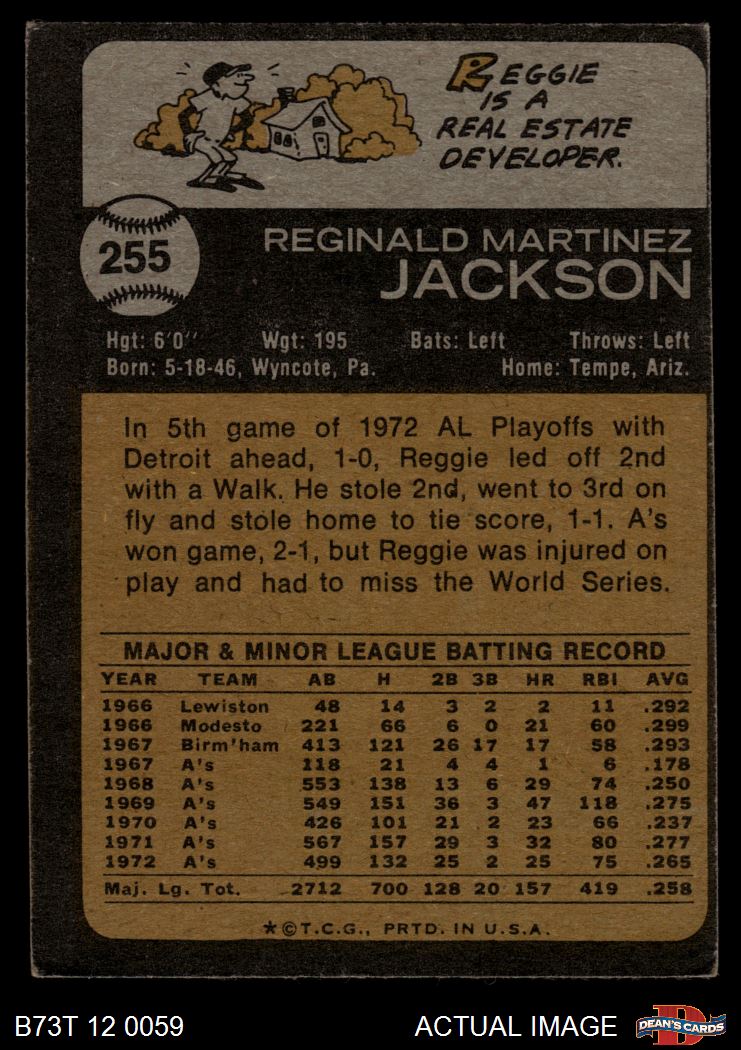 REGGIE
IS A
REAL ESTATE
DEVELOPER.
255
REGINALD MARTINEZ
JACKSON
Hgt: 6'0" Wgt: 195 Bats: Left Throws: Left
Born: 5-18-46, Wyncote, Pa. Home: Tempe, Ariz.
In 5th game of 1972 AL Playoffs with
Detroit ahead, 1-0, Reggie led off 2nd
with a Walk. He stole 2nd, went to 3rd on
fly and stole home to tie score, 1-1. A's
won game, 2-1, but Reggie was injured on
play and had to miss the World Series.
MAJOR & MINOR LEAGUE BATTING RECORD
YEAR TEAM AB H 2B 3B HR RBI AVG
1966 Lewiston 48 14 3 2 2 11 .292
1966 Modesto 221 66 6 0 21 60 .299
1967 Birm'ham 413 121 26 17 17 58 .293
1967 A's 118 21 4 4 1 6 .178
1968 A's 553 138 13 6 29 74 .250
1969 A's 549 151 36 3 47 118 .275
1970 A's 426 101 21 2 23 66 .237
1971 A's 567 157 29 3 32 80 .277
1972 A's 499 132 25 2 25 75 .265
Maj. Lg. Tot. 2712 700 128 20 157 419 .258
★©T.C.G., PRTD. IN U.S.A.
B73T 12 0059 ACTUAL IMAGE DEAN'S CARDS